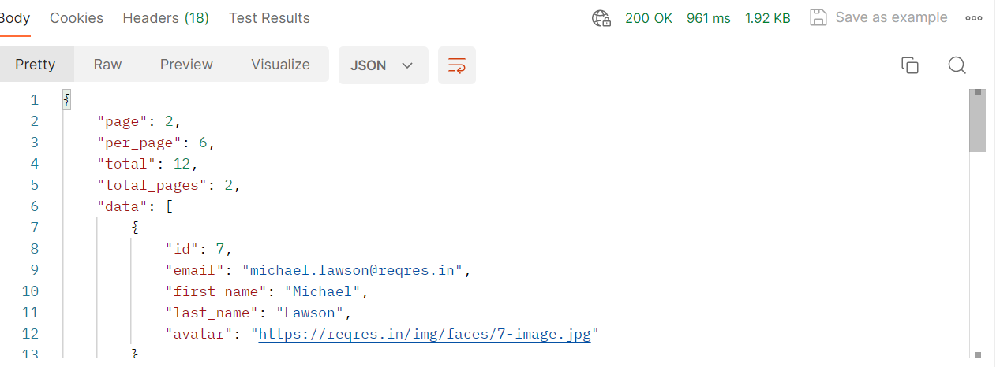 Body Cookies Headers (18) Test Results 200 OK 961 ms 1.92 KB Save as example
Pretty Raw Preview Visualize JSON
1 {
2 "page": 2,
3 "per_page": 6,
4 "total": 12,
5 "total_pages": 2,
6 "data": [
7 {
8 "id": 7,
9 "email": "michael.lawson@reqres.in",
10 "first_name": "Michael",
11 "last_name": "Lawson",
12 "avatar": "https://reqres.in/img/faces/7-image.jpg"
13 }